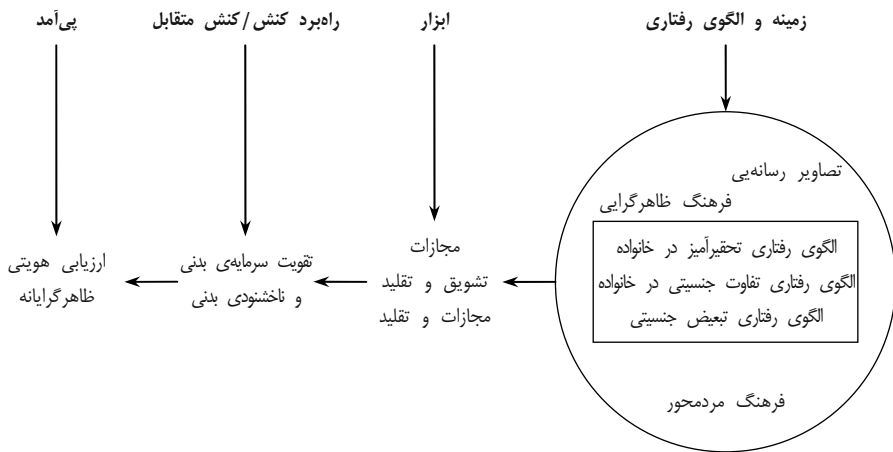 زمینه و الگوی رفتاری
ابزار
راه‌برد کنش/کنش متقابل
پی‌آمد
تصاویر رسانه‌یی
فرهنگ ظاهرگرایی
الگوی رفتاری تحقیرآمیز در خانواده
الگوی رفتاری تفاوت جنسیتی در خانواده
الگوی رفتاری تبعیض جنسیتی
فرهنگ مردمحور
مجازات
تشویق و تقلید
مجازات و تقلید
تقویت سرمایه‌ی بدنی
و ناخشنودی بدنی
ارزیابی هویتی
ظاهرگرایانه